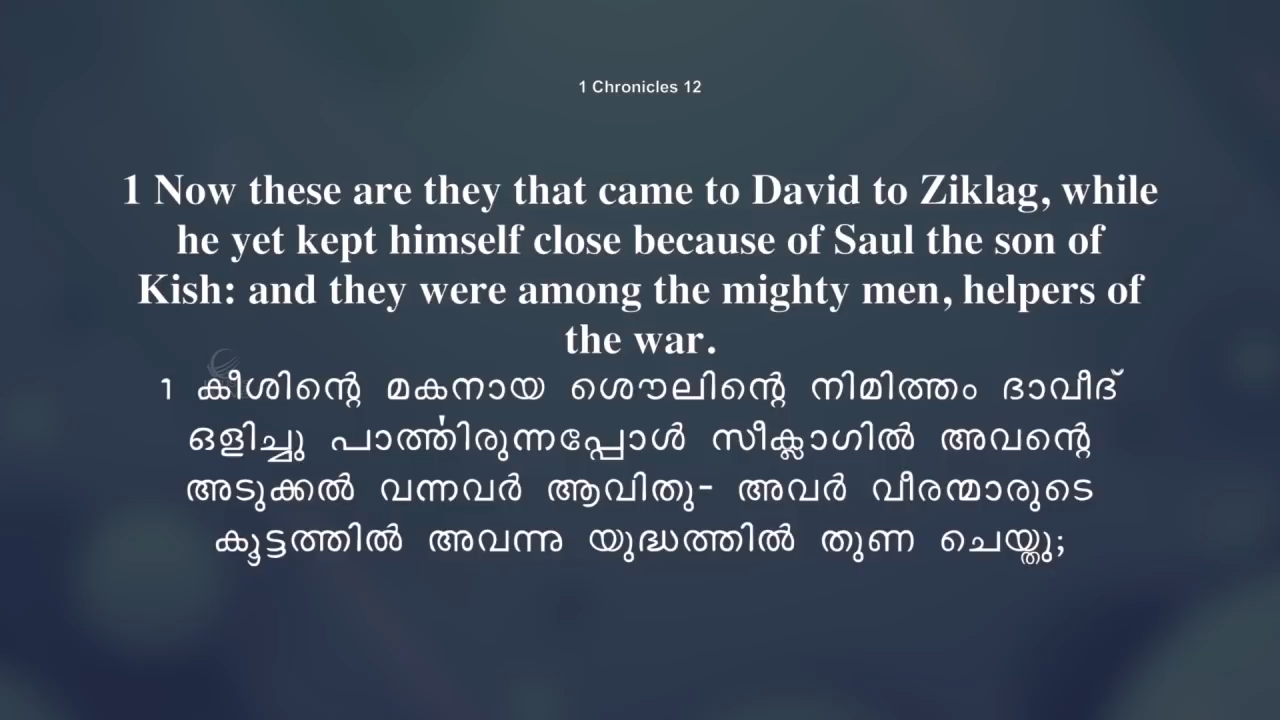 1 Chronicles 12
1 Now these are they that came to David to Ziklag, while
he yet kept himself close because of Saul the son of
Kish: and they were among the mighty men, helpers of
the war.
1 കീശിന്റെ മകനായ ശൌലിന്റെ നിമിത്തം ദാവീദ്
ഒളിച്ചു പാൎത്തിരുന്നപ്പോൾ സീക്ലാഗിൽ അവന്റെ
അടുക്കൽ വന്നവർ ആവിതു- അവർ വീരന്മാരുടെ
കൂട്ടത്തിൽ അവന്നു യുദ്ധത്തിൽ തുണ ചെയ്തു;